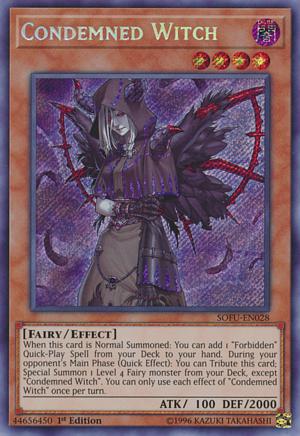 CONDEMNED WITCH
SOFU-EN028
[FAIRY/EFFECT]
When this card is Normal Summoned: You can add 1 "Forbidden"
Quick-Play Spell from your Deck to your hand. During your
opponent's Main Phase (Quick Effect): You can Tribute this card;
Special Summon 1 Level 4 Fairy monster from your Deck, except
"Condemned Witch". You can only use each effect of "Condemned
Witch" once per turn.
ATK/ 100 DEF/2000
44656450 1st Edition ©1996 KAZUKI TAKAHASHI